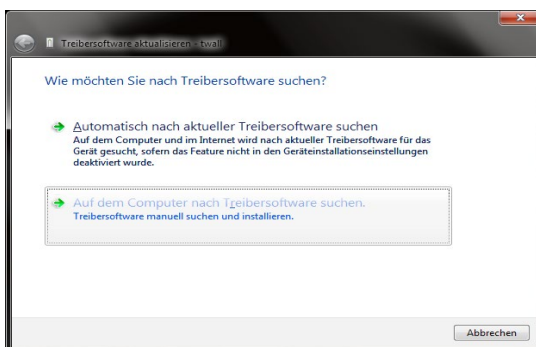 Treibersoftware aktualisieren - twall
Wie möchten Sie nach Treibersoftware suchen?
Automatisch nach aktueller Treibersoftware suchen
Auf dem Computer und im Internet wird nach aktueller Treibersoftware für das
Gerät gesucht, sofern das Feature nicht in den Geräteinstallationseinstellungen
deaktiviert wurde.
Auf dem Computer nach Treibersoftware suchen.
Treibersoftware manuell suchen und installieren.
Abbrechen